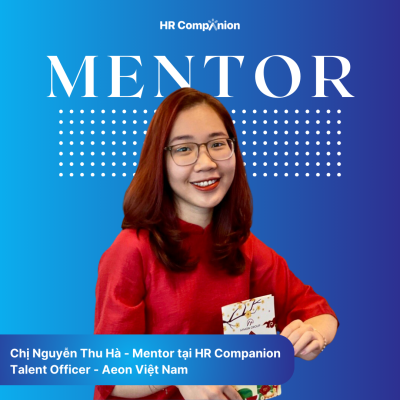 HR Companion
MENTOR
Chị Nguyễn Thu Hà - Mentor tại HR Companion
Talent Officer - Aeon Việt Nam